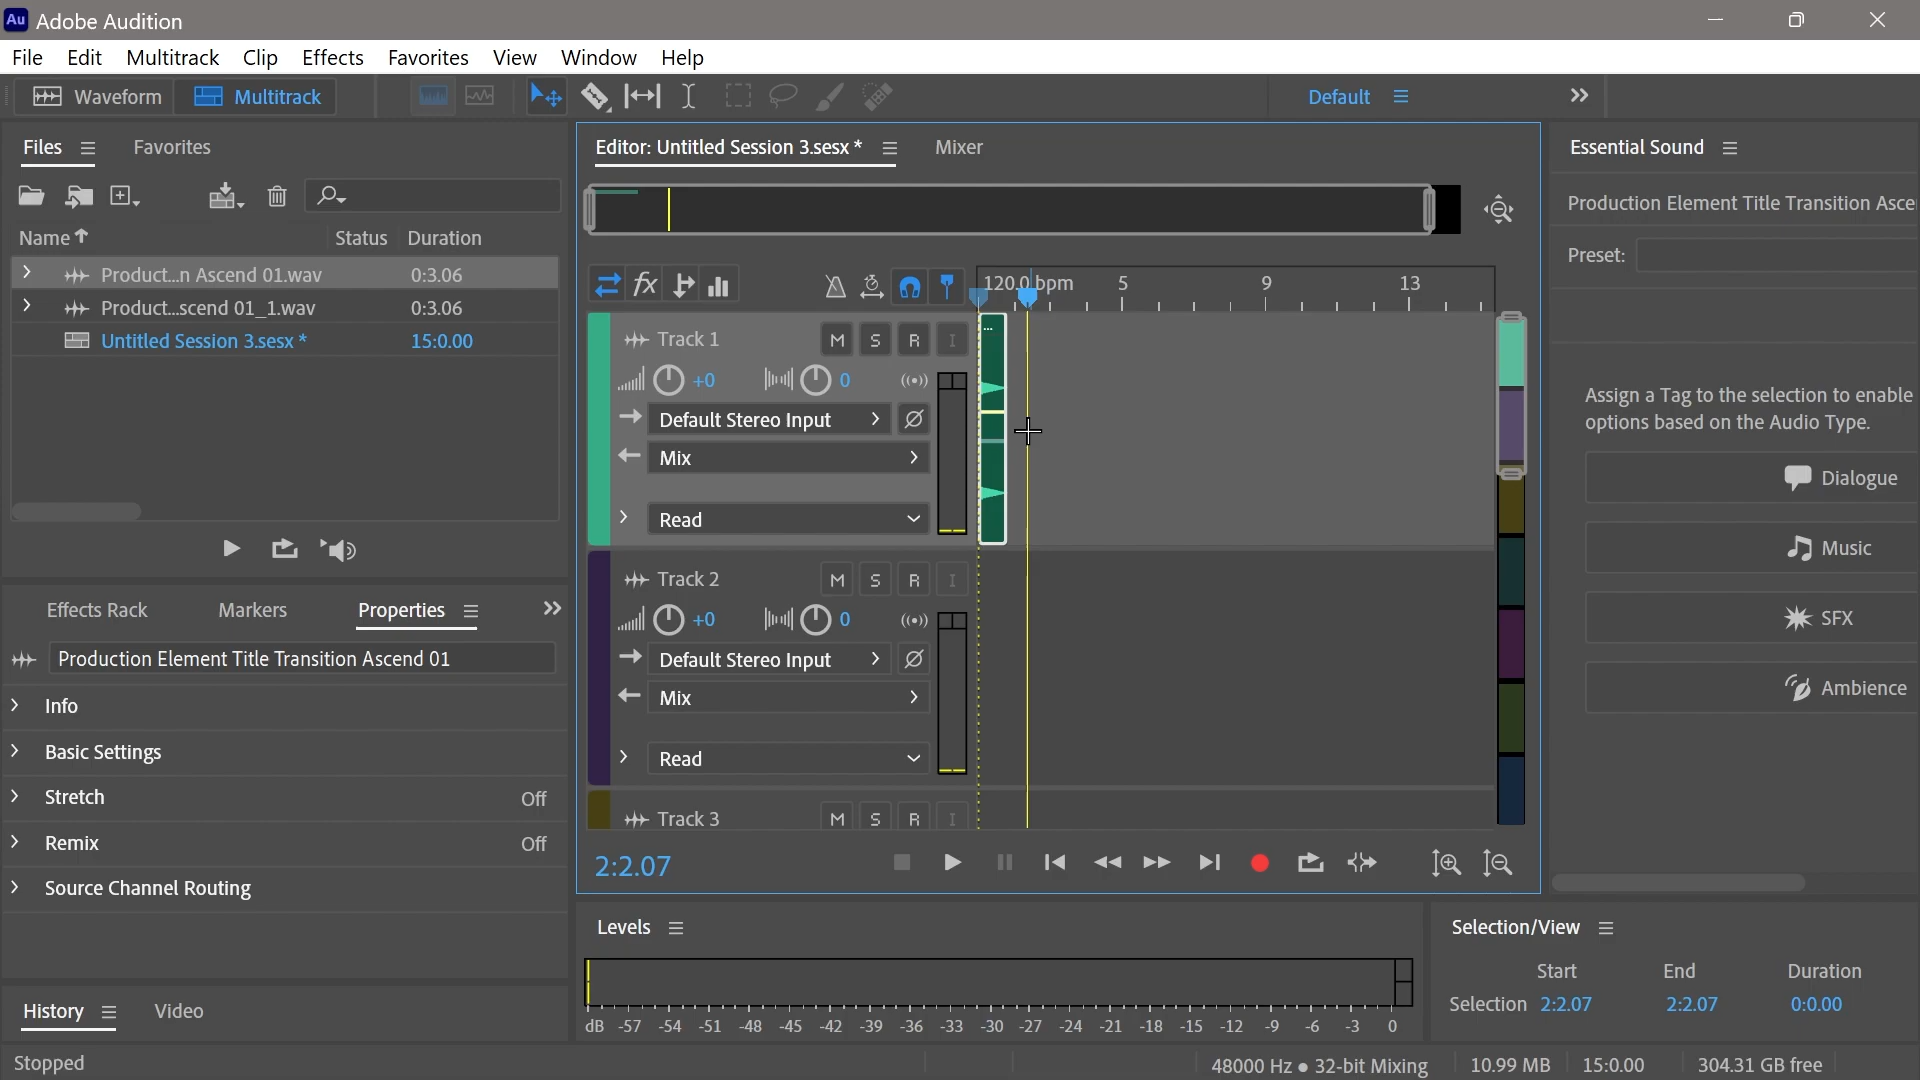 Au Adobe Audition
File Edit Multitrack Clip Effects Favorites View Window Help
Waveform Multitrack Default
Files Favorites
Name Status Duration
Product...n Ascend 01.wav 0:3.06
Product...scend 01_1.wav 0:3.06
Untitled Session 3.sesx * 15:0.00
Effects Rack Markers Properties
Production Element Title Transition Ascend 01
Info
Basic Settings
Stretch Off
Remix Off
Source Channel Routing
History Video
Stopped
Editor: Untitled Session 3.sesx * Mixer
fx 120.0 bpm 5 9 13
Track 1 M S R I
+0 0
Default Stereo Input
Mix
Read
...
Track 2 M S R I
+0 0
Default Stereo Input
Mix
Read
Track 3 M S R I
2:2.07
Levels
dB -57 -54 -51 -48 -45 -42 -39 -36 -33 -30 -27 -24 -21 -18 -15 -12 -9 -6 -3 0
Essential Sound
Production Element Title Transition Asce
Preset:
Assign a Tag to the selection to enable
options based on the Audio Type.
Dialogue
Music
SFX
Ambience
Selection/View
Start End Duration
Selection 2:2.07 2:2.07 0:0.00
48000 Hz ● 32-bit Mixing 10.99 MB 15:0.00 304.31 GB free